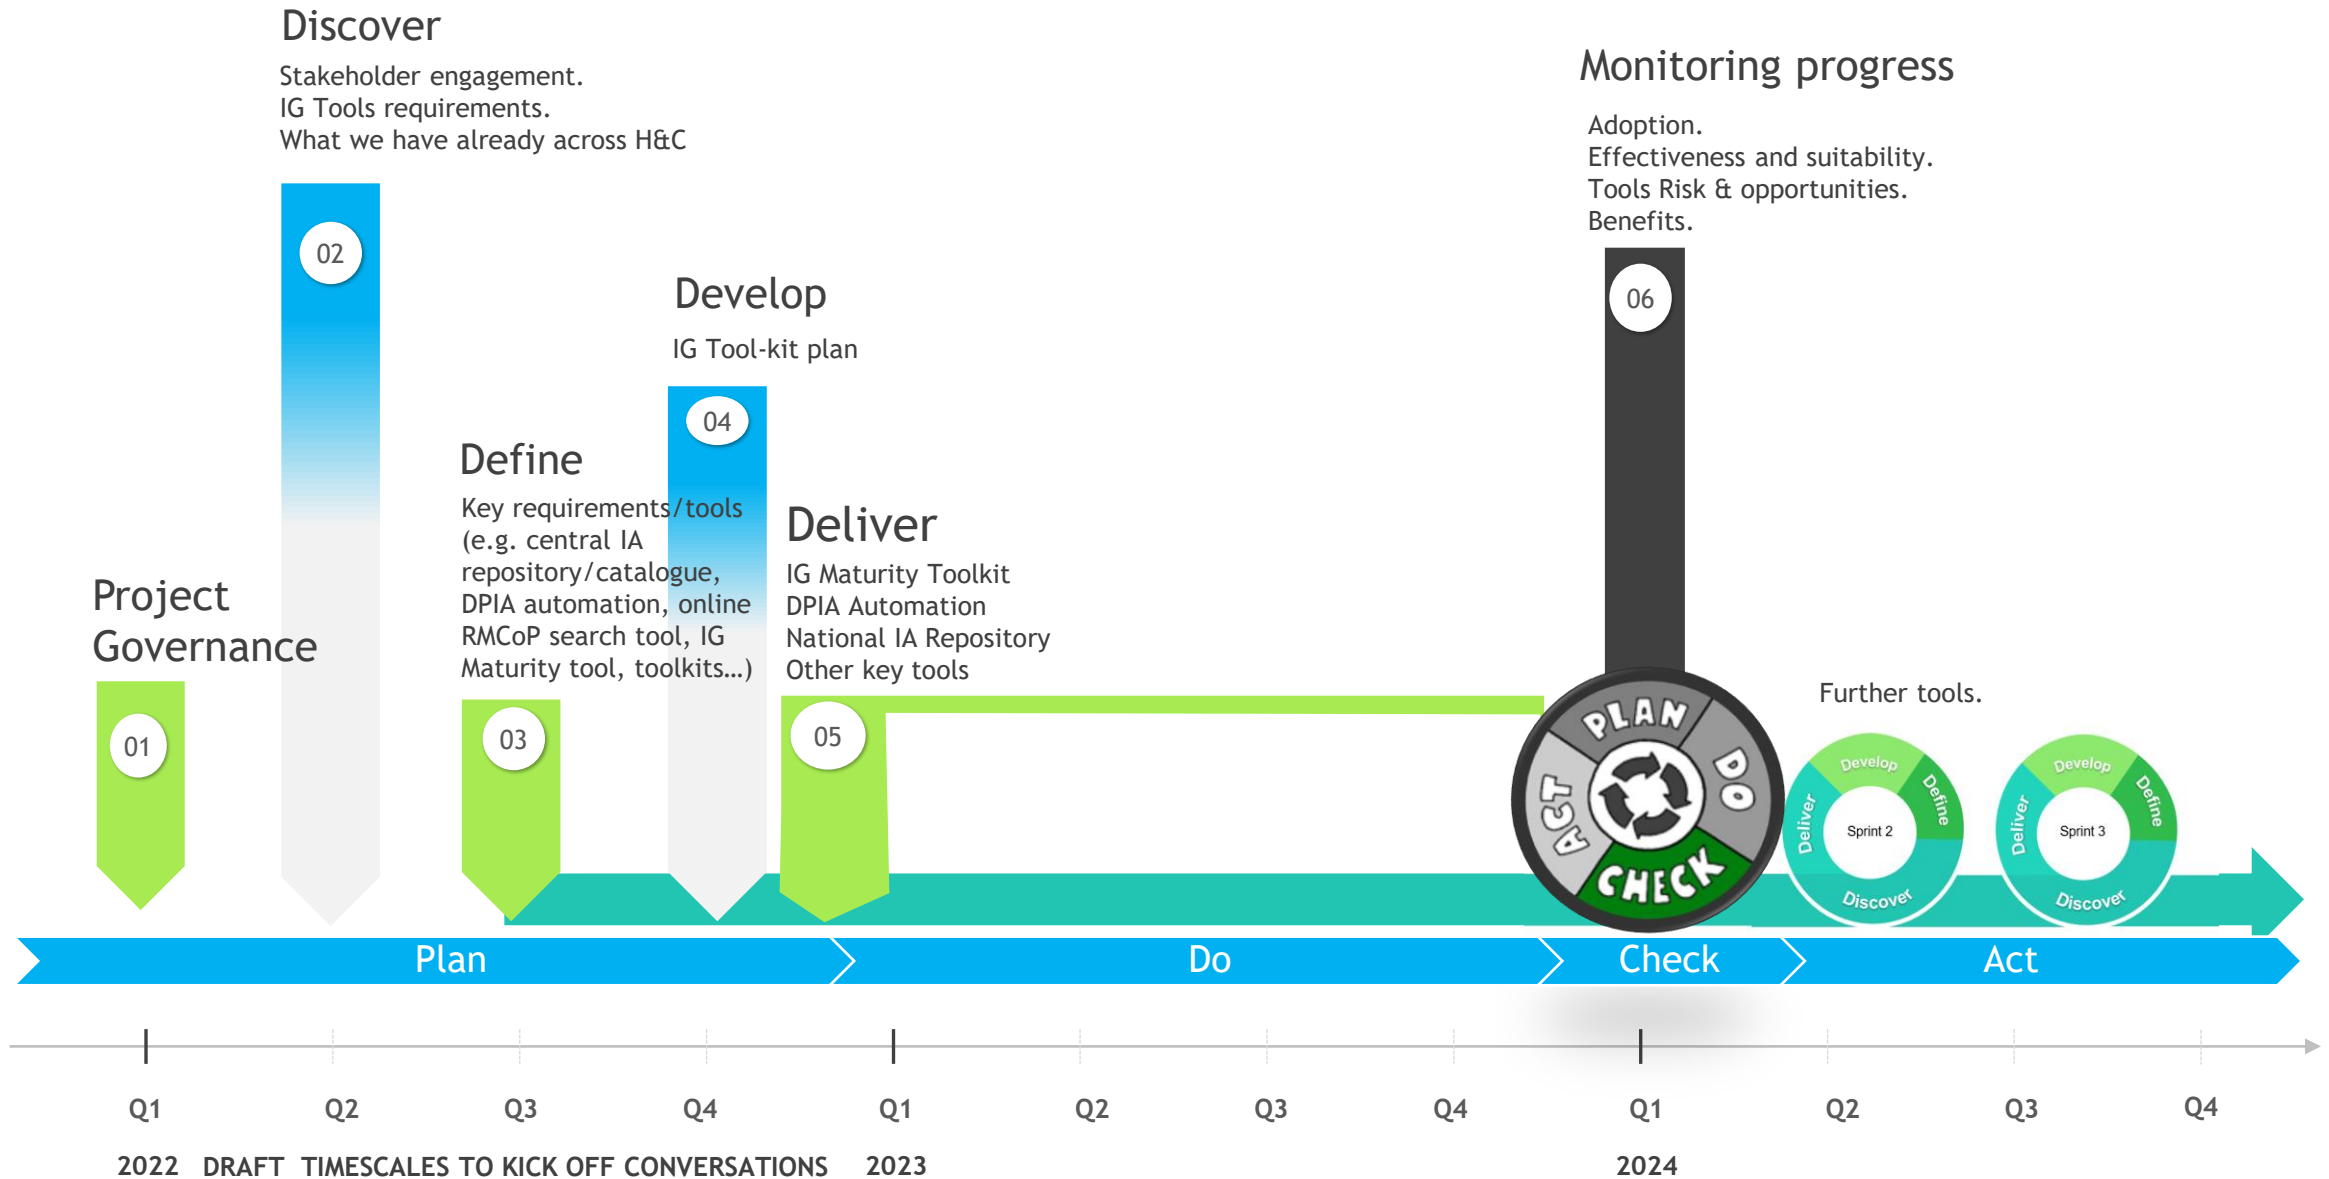 Discover
Stakeholder engagement.
IG Tools requirements.
What we have already across H&C
02
Monitoring progress
Adoption.
Effectiveness and suitability.
Tools Risk & opportunities.
Benefits.
06
Develop
IG Tool-kit plan
04
Define
Key requirements/tools
(e.g. central IA
repository/catalogue,
DPIA automation, online
RMCoP search tool, IG
Maturity tool, toolkits...)
03
Deliver
IG Maturity Toolkit
DPIA Automation
National IA Repository
Other key tools
05
Project
Governance
01
PLAN
DO
CHECK
ACT
Further tools.
Develop
Define
Discover
Deliver
Sprint 2
Develop
Define
Discover
Deliver
Sprint 3
Plan
Do
Check
Act
Q1
Q2
Q3
Q4
Q1
Q2
Q3
Q4
Q1
Q2
Q3
Q4
2022
DRAFT TIMESCALES TO KICK OFF CONVERSATIONS
2023
2024